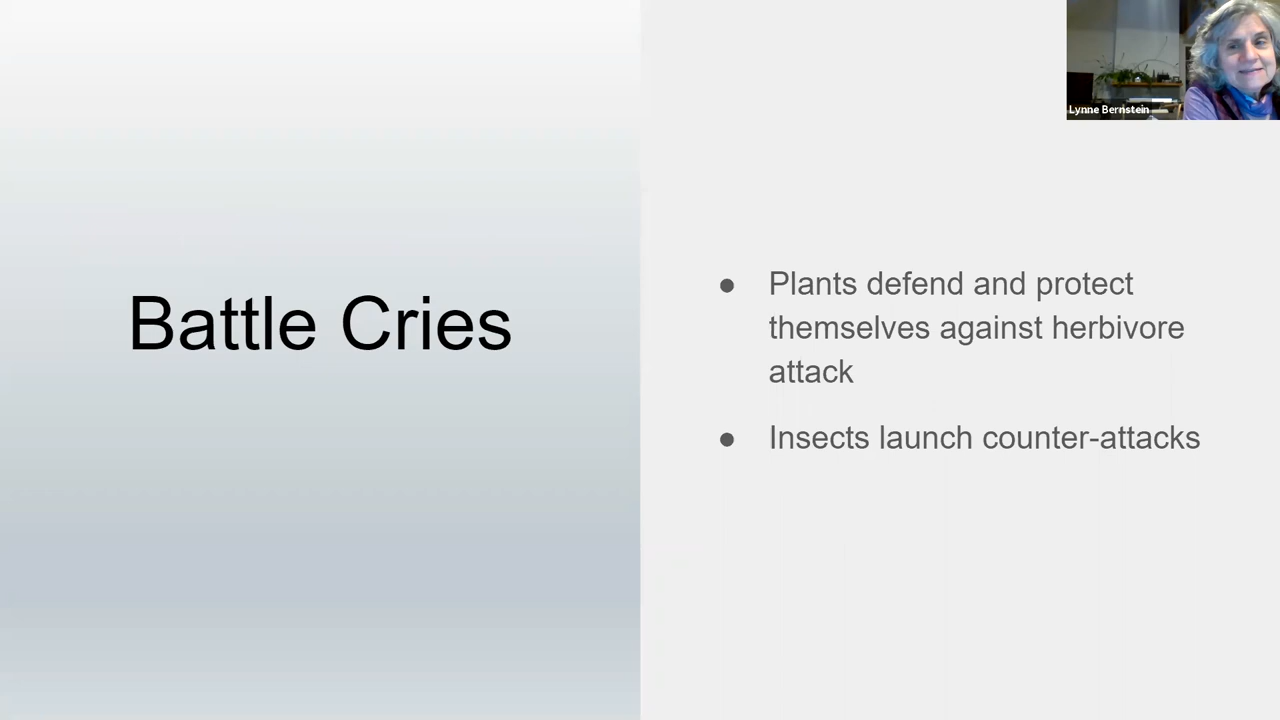 Lynne Bernstein
Battle Cries
● Plants defend and protect
themselves against herbivore
attack
● Insects launch counter-attacks